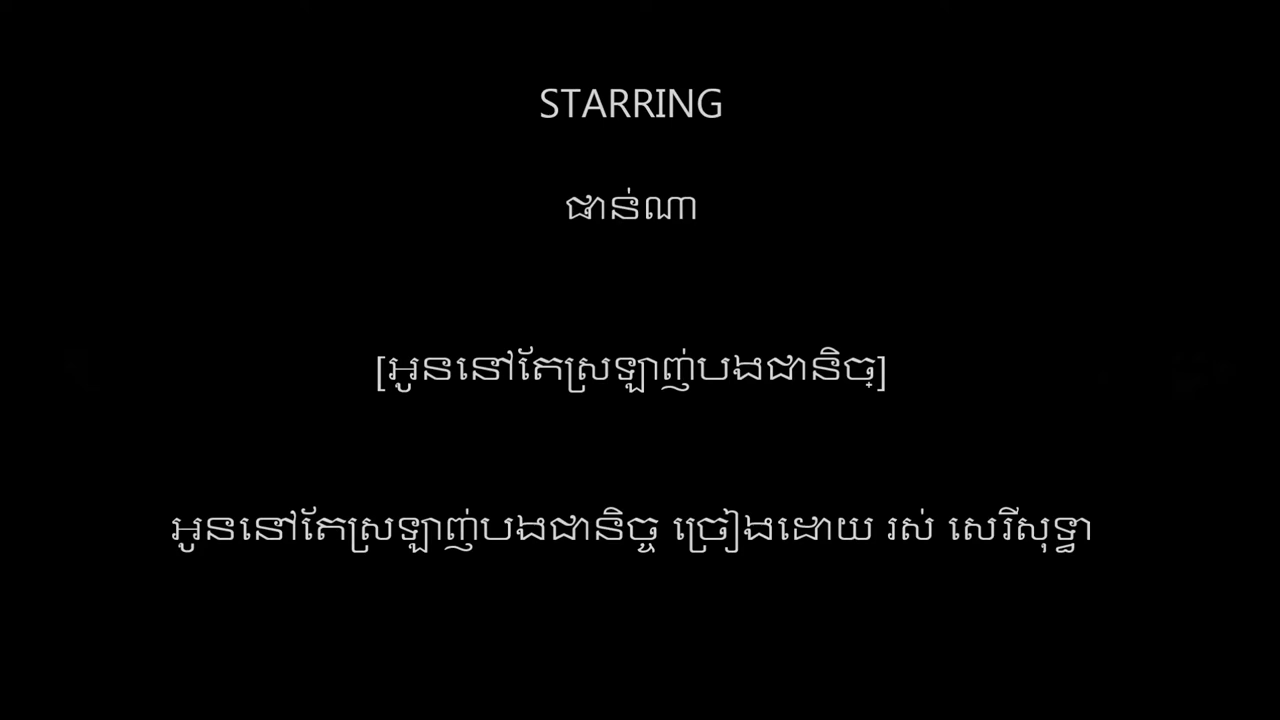 STARRING
ផាន់ណា
[អូននៅតែស្រឡាញ់បងជានិច្]
អូននៅតែស្រឡាញ់បងជានិច្ច ច្រៀងដោយ រស់ សេរីសុទ្ធា